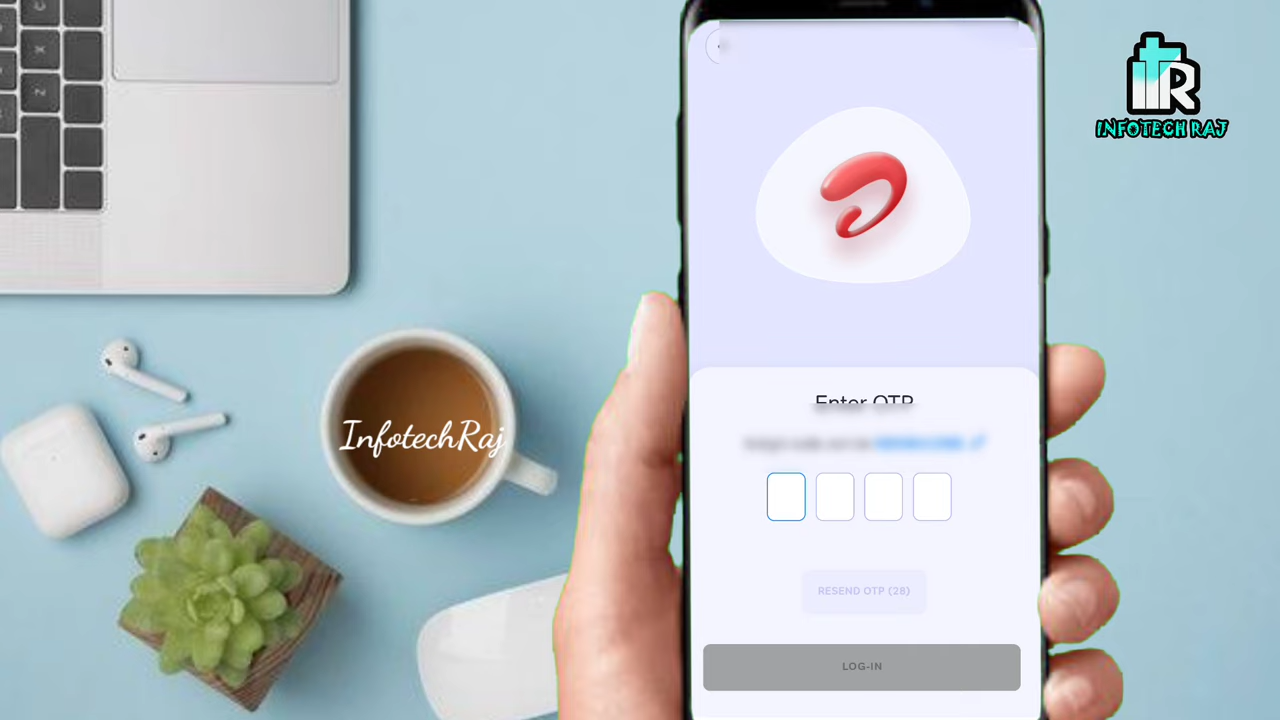 INFOTECH RAJ
InfotechRaj
Enter OTP
RESEND OTP (28)
LOG-IN